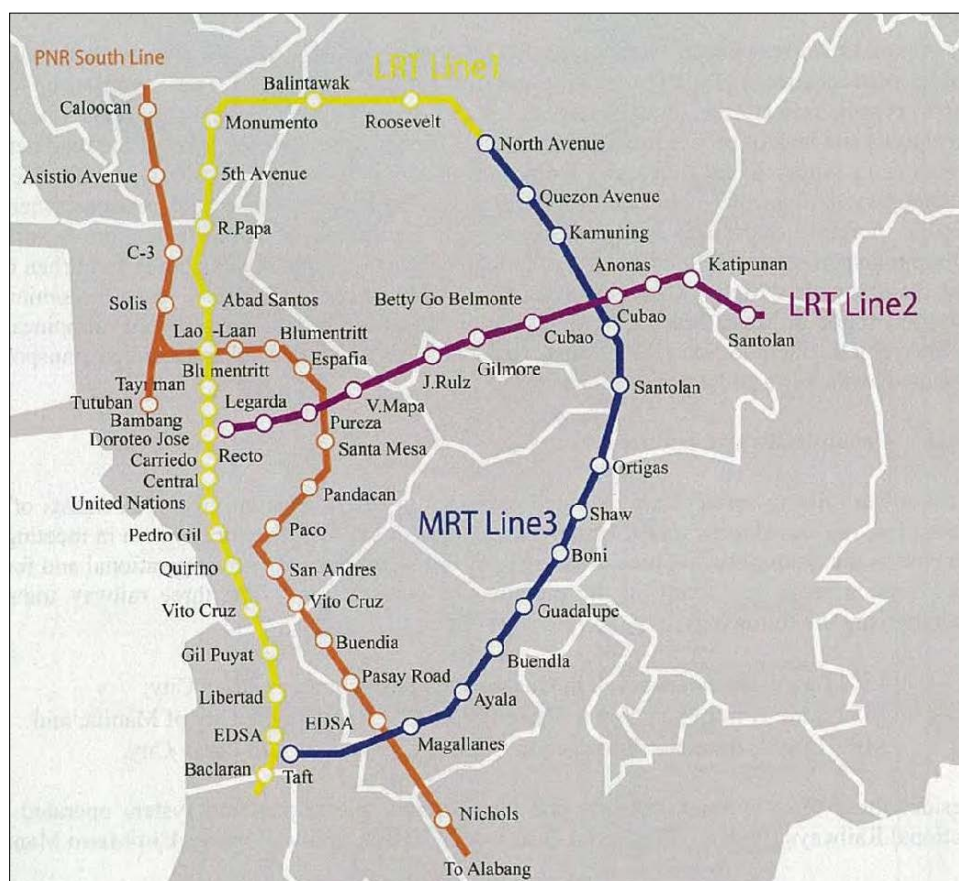 PNR South Line
LRT Line1
Balintawak
Caloocan
Monumento
Roosevelt
North Avenue
Asistio Avenue
5th Avenue
Quezon Avenue
R.Papa
Kamuning
C-3
Anonas
Katipunan
Solis
Abad Santos
Betty Go Belmonte
Cubao
LRT Line2
Laon-Laan
Blumentritt
Cubao
Santolan
Blumentritt
Espafia
Gilmore
Tayuman
J.Rulz
Santolan
Tutuban
Legarda
V.Mapa
Bambang
Pureza
Doroteo Jose
Recto
Santa Mesa
Carriedo
Ortigas
Central
Pandacan
United Nations
MRT Line3
Shaw
Pedro Gil
Paco
Boni
Quirino
San Andres
Vito Cruz
Vito Cruz
Guadalupe
Gil Puyat
Buendia
Buendla
Libertad
Pasay Road
Ayala
EDSA
EDSA
Magallanes
Baclaran
Taft
Nichols
To Alabang